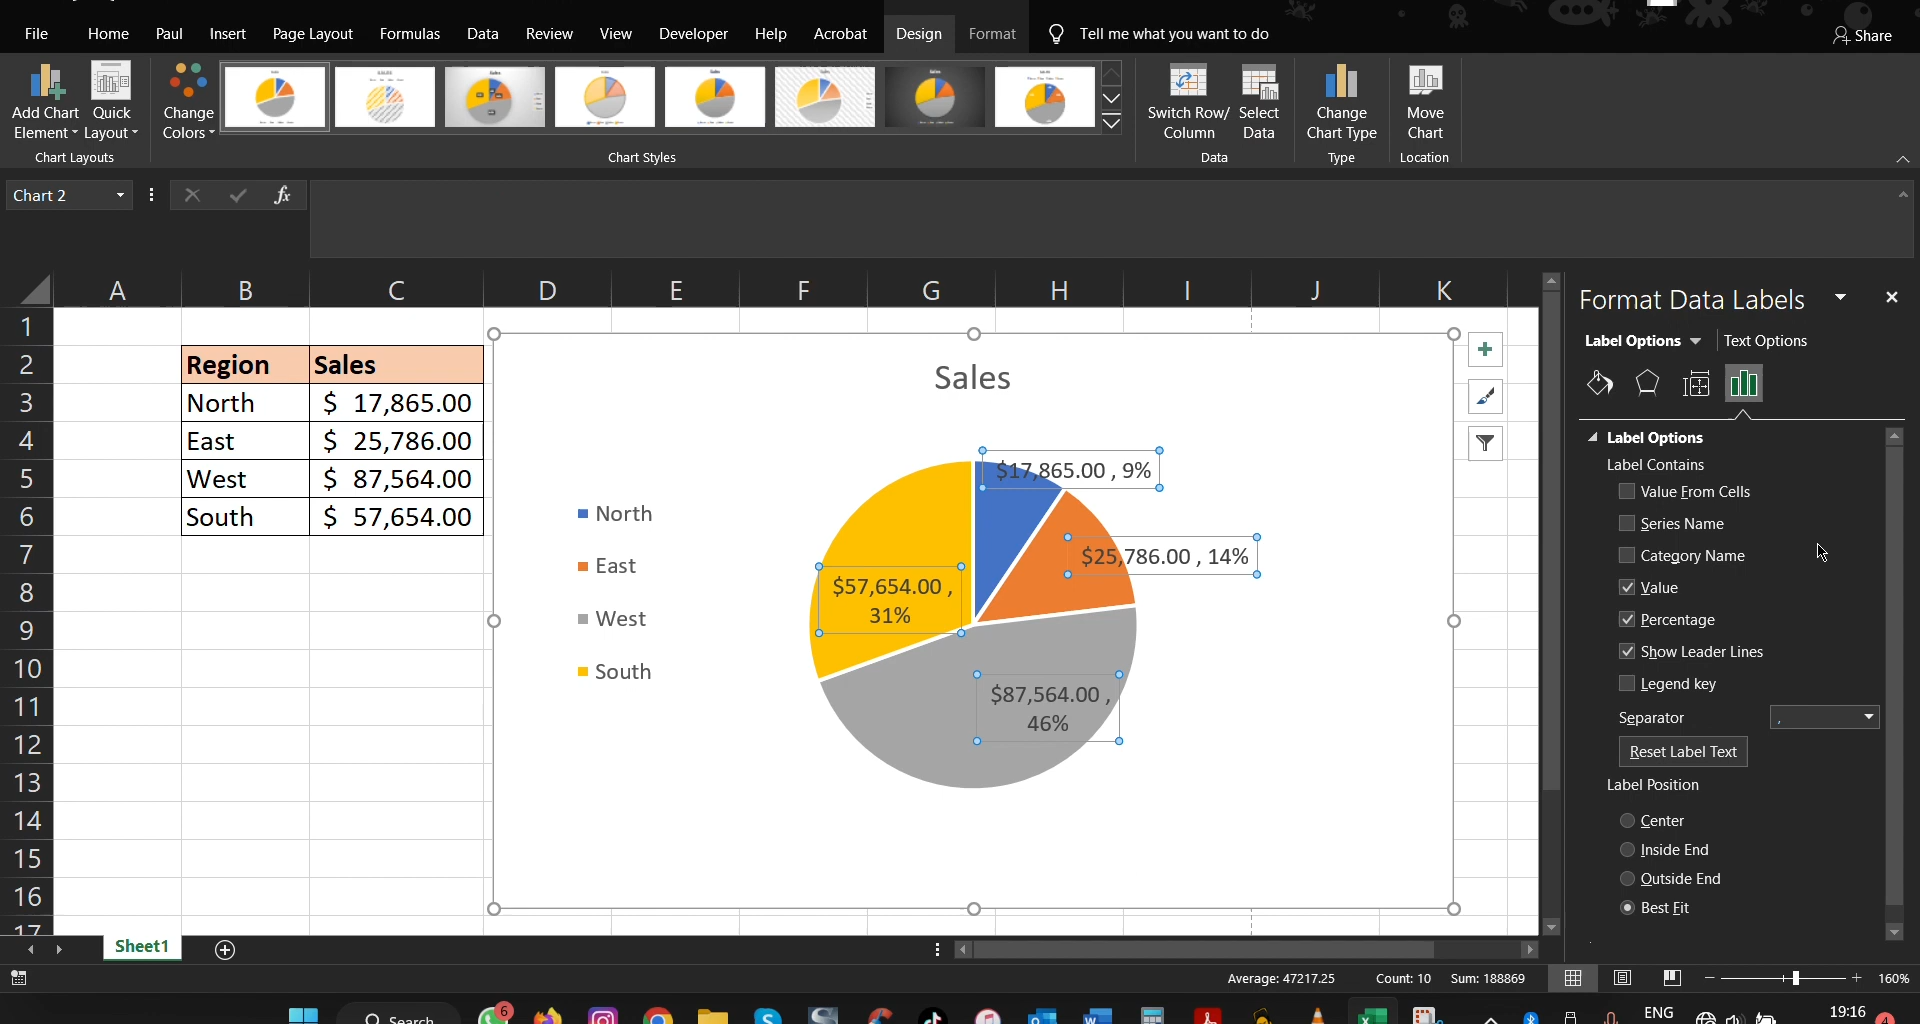 File Home Paul Insert Page Layout Formulas Data Review View Developer Help Acrobat Design Format Tell me what you want to do Share
Add Chart Element
Quick Layout
Change Colors
Switch Row/ Column
Select Data
Change Chart Type
Move Chart
Chart Layouts Chart Styles Data Type Location
Chart 2 fx
A B C D E F G H I J K
1
2 Region Sales
3 North $ 17,865.00
4 East $ 25,786.00
5 West $ 87,564.00
6 South $ 57,654.00
7
8
9
10
11
12
13
14
15
16
17
Sales
North
East
West
South
$17,865.00 , 9%
$25,786.00 , 14%
$57,654.00 ,
31%
$87,564.00 ,
46%
Format Data Labels
Label Options Text Options
Label Options
Label Contains
Value From Cells
Series Name
Category Name
Value
Percentage
Show Leader Lines
Legend key
Separator ,
Reset Label Text
Label Position
Center
Inside End
Outside End
Best Fit
Sheet1
Average: 47217.25 Count: 10 Sum: 188869 160%
6 Search ENG 19:16 4